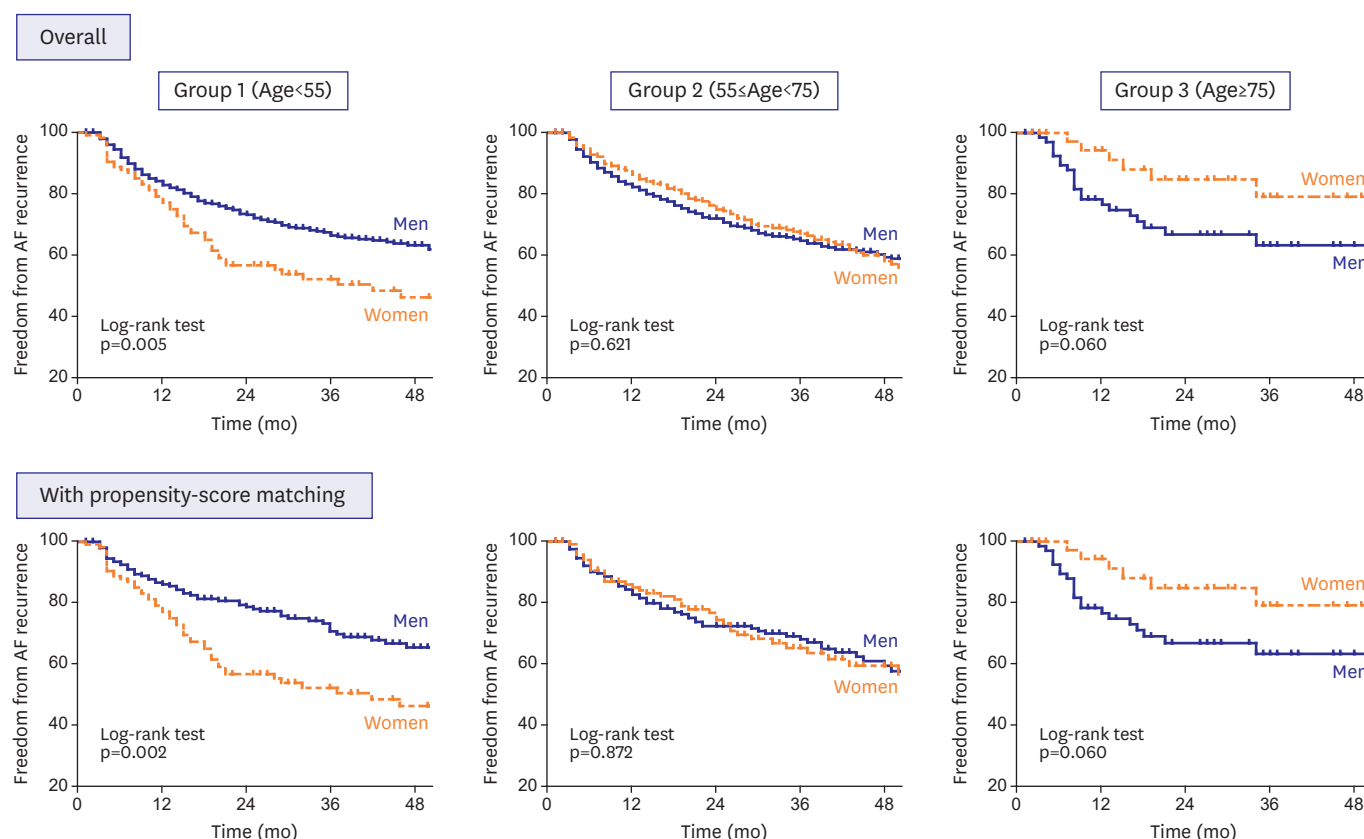 Overall
Group 1 (Age<55)
Group 2 (55≤Age<75)
Group 3 (Age≥75)
Freedom from AF recurrence
100
80
60
40
20
Men
Women
Log-rank test
p=0.005
0 12 24 36 48
Time (mo)
Freedom from AF recurrence
100
80
60
40
20
Men
Women
Log-rank test
p=0.621
0 12 24 36 48
Time (mo)
Freedom from AF recurrence
100
80
60
40
20
Women
Men
Log-rank test
p=0.060
0 12 24 36 48
Time (mo)
With propensity-score matching
Freedom from AF recurrence
100
80
60
40
20
Men
Women
Log-rank test
p=0.002
0 12 24 36 48
Time (mo)
Freedom from AF recurrence
100
80
60
40
20
Men
Women
Log-rank test
p=0.872
0 12 24 36 48
Time (mo)
Freedom from AF recurrence
100
80
60
40
20
Women
Men
Log-rank test
p=0.060
0 12 24 36 48
Time (mo)